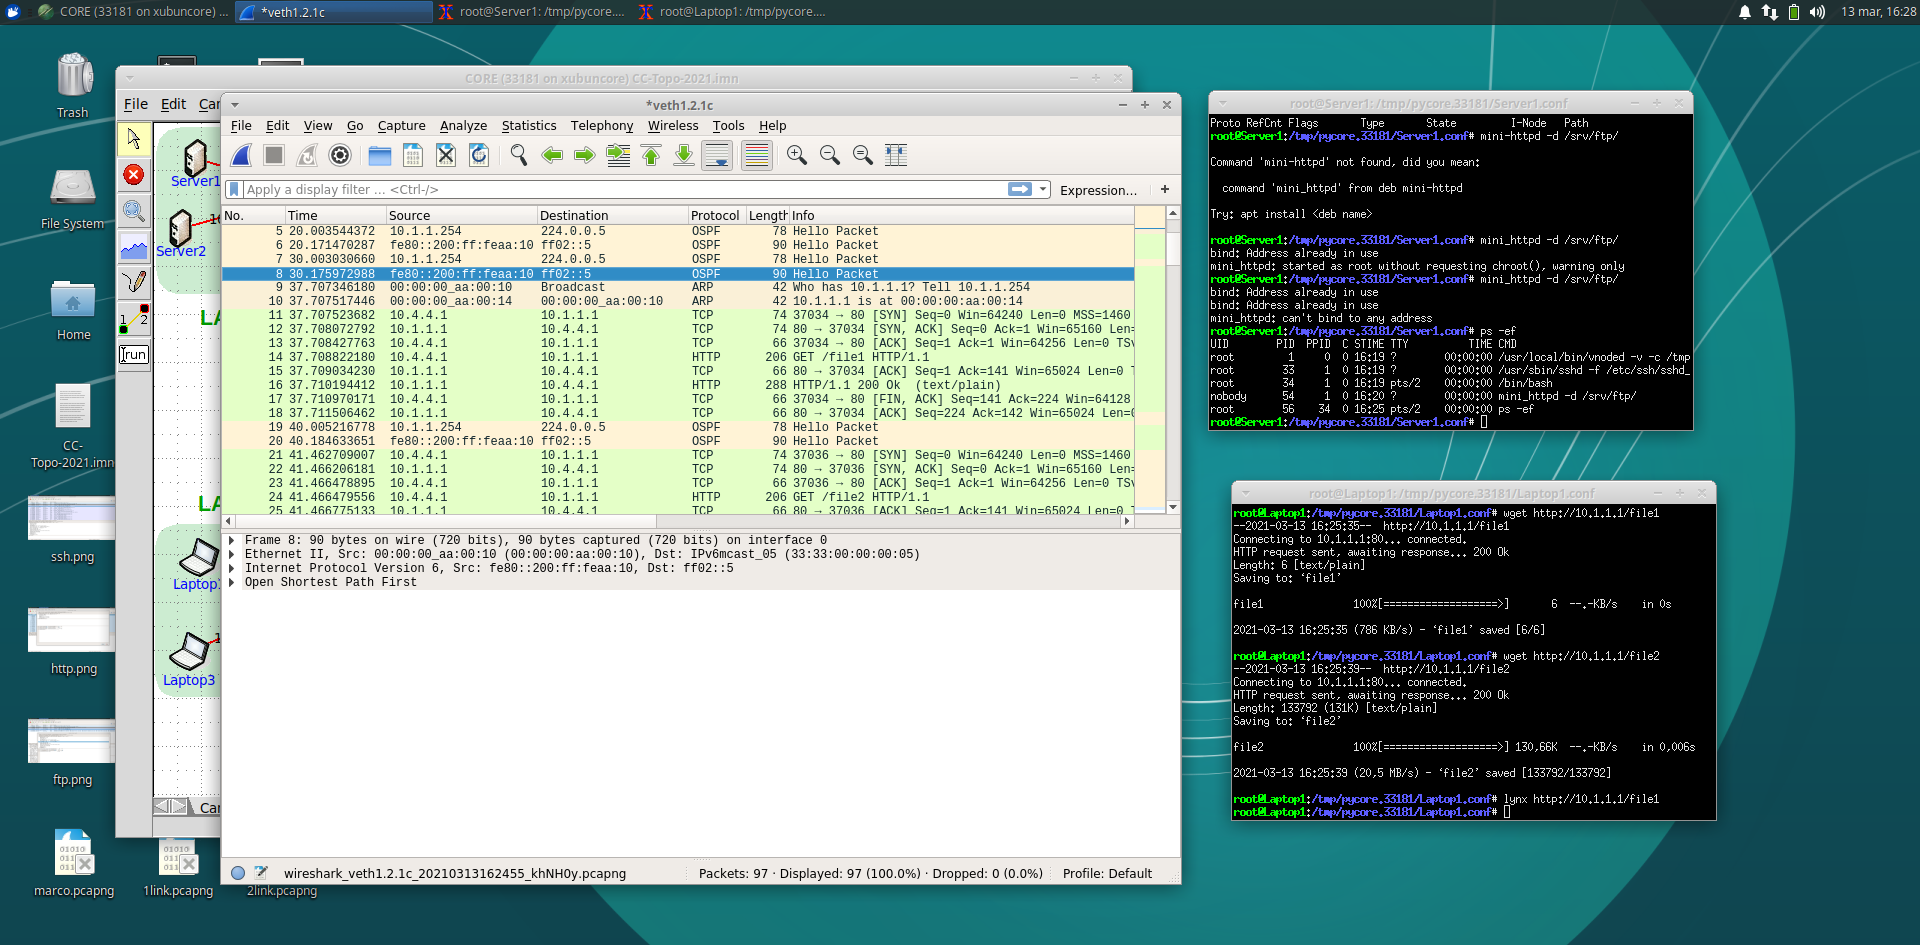 CORE (33181 on xubuncore) ...
*veth1.2.1c
root@Server1: /tmp/pycore....
root@Laptop1: /tmp/pycore....
13 mar, 16:28
Trash
File System
Home
CC-
Topo-2021.imn
ssh.png
http.png
ftp.png
marco.pcapng
1link.pcapng
2link.pcapng
CORE (33181 on xubuncore) CC-Topo-2021.imn
File Edit
Server1
Server2
Laptop3
run
*veth1.2.1c
File Edit View Go Capture Analyze Statistics Telephony Wireless Tools Help
Apply a display filter ... <Ctrl-/>
Expression...
No. Time Source Destination Protocol Length Info
5 20.003544372 10.1.1.254 224.0.0.5 OSPF 78 Hello Packet
6 20.171470287 fe80::200:ff:feaa:10 ff02::5 OSPF 90 Hello Packet
7 30.003030660 10.1.1.254 224.0.0.5 OSPF 78 Hello Packet
8 30.175972988 fe80::200:ff:feaa:10 ff02::5 OSPF 90 Hello Packet
9 37.707346180 00:00:00_aa:00:10 Broadcast ARP 42 Who has 10.1.1.1? Tell 10.1.1.254
10 37.707517446 00:00:00_aa:00:14 00:00:00_aa:00:10 ARP 42 10.1.1.1 is at 00:00:00:aa:00:14
11 37.707523682 10.4.4.1 10.1.1.1 TCP 74 37034 → 80 [SYN] Seq=0 Win=64240 Len=0 MSS=1460
12 37.708072792 10.1.1.1 10.4.4.1 TCP 74 80 → 37034 [SYN, ACK] Seq=0 Ack=1 Win=65160 Len=
13 37.708427763 10.4.4.1 10.1.1.1 TCP 66 37034 → 80 [ACK] Seq=1 Ack=1 Win=64256 Len=0 TSv
14 37.708822180 10.4.4.1 10.1.1.1 HTTP 206 GET /file1 HTTP/1.1
15 37.709034230 10.1.1.1 10.4.4.1 TCP 66 80 → 37034 [ACK] Seq=1 Ack=141 Win=65024 Len=0 T
16 37.710194412 10.1.1.1 10.4.4.1 HTTP 288 HTTP/1.1 200 Ok (text/plain)
17 37.710970171 10.4.4.1 10.1.1.1 TCP 66 37034 → 80 [FIN, ACK] Seq=141 Ack=224 Win=64128
18 37.711506462 10.1.1.1 10.4.4.1 TCP 66 80 → 37034 [ACK] Seq=224 Ack=142 Win=65024 Len=0
19 40.005216778 10.1.1.254 224.0.0.5 OSPF 78 Hello Packet
20 40.184633651 fe80::200:ff:feaa:10 ff02::5 OSPF 90 Hello Packet
21 41.462709007 10.4.4.1 10.1.1.1 TCP 74 37036 → 80 [SYN] Seq=0 Win=64240 Len=0 MSS=1460
22 41.466206181 10.1.1.1 10.4.4.1 TCP 74 80 → 37036 [SYN, ACK] Seq=0 Ack=1 Win=65160 Len=
23 41.466478895 10.4.4.1 10.1.1.1 TCP 66 37036 → 80 [ACK] Seq=1 Ack=1 Win=64256 Len=0 TSv
24 41.466479556 10.4.4.1 10.1.1.1 HTTP 206 GET /file2 HTTP/1.1
25 41.466775133 10.1.1.1 10.4.4.1 TCP 66 80 → 37036 [ACK] Seq=1 Ack=141 Win=65024 Len=0 T
Frame 8: 90 bytes on wire (720 bits), 90 bytes captured (720 bits) on interface 0
Ethernet II, Src: 00:00:00_aa:00:10 (00:00:00:aa:00:10), Dst: IPv6mcast_05 (33:33:00:00:00:05)
Internet Protocol Version 6, Src: fe80::200:ff:feaa:10, Dst: ff02::5
Open Shortest Path First
wireshark_veth1.2.1c_20210313162455_khNH0y.pcapng
Packets: 97 · Displayed: 97 (100.0%) · Dropped: 0 (0.0%)
Profile: Default
root@Server1: /tmp/pycore.33181/Server1.conf
Proto RefCnt Flags Type State I-Node Path
root@Server1:/tmp/pycore.33181/Server1.conf# mini-httpd -d /srv/ftp/
Command 'mini-httpd' not found, did you mean:
command 'mini_httpd' from deb mini-httpd
Try: apt install <deb name>
root@Server1:/tmp/pycore.33181/Server1.conf# mini_httpd -d /srv/ftp/
bind: Address already in use
mini_httpd: started as root without requesting chroot(), warning only
root@Server1:/tmp/pycore.33181/Server1.conf# mini_httpd -d /srv/ftp/
bind: Address already in use
bind: Address already in use
mini_httpd: can't bind to any address
root@Server1:/tmp/pycore.33181/Server1.conf# ps -ef
UID PID PPID C STIME TTY TIME CMD
root 1 0 0 16:19 ? 00:00:00 /usr/local/bin/vnoded -v -c /tmp
root 33 1 0 16:19 ? 00:00:00 /usr/sbin/sshd -f /etc/ssh/sshd_
root 34 1 0 16:19 pts/2 00:00:00 /bin/bash
nobody 54 1 0 16:20 ? 00:00:00 mini_httpd -d /srv/ftp/
root 56 34 0 16:25 pts/2 00:00:00 ps -ef
root@Server1:/tmp/pycore.33181/Server1.conf#
root@Laptop1: /tmp/pycore.33181/Laptop1.conf
root@Laptop1:/tmp/pycore.33181/Laptop1.conf# wget http://10.1.1.1/file1
--2021-03-13 16:25:35-- http://10.1.1.1/file1
Connecting to 10.1.1.1:80... connected.
HTTP request sent, awaiting response... 200 Ok
Length: 6 [text/plain]
Saving to: ‘file1’
file1 100%[===================>] 6 --.-KB/s in 0s
2021-03-13 16:25:35 (786 KB/s) - ‘file1’ saved [6/6]
root@Laptop1:/tmp/pycore.33181/Laptop1.conf# wget http://10.1.1.1/file2
--2021-03-13 16:25:39-- http://10.1.1.1/file2
Connecting to 10.1.1.1:80... connected.
HTTP request sent, awaiting response... 200 Ok
Length: 133792 (131K) [text/plain]
Saving to: ‘file2’
file2 100%[===================>] 130,66K --.-KB/s in 0,006s
2021-03-13 16:25:39 (20,5 MB/s) - ‘file2’ saved [133792/133792]
root@Laptop1:/tmp/pycore.33181/Laptop1.conf# lynx http://10.1.1.1/file1
root@Laptop1:/tmp/pycore.33181/Laptop1.conf#